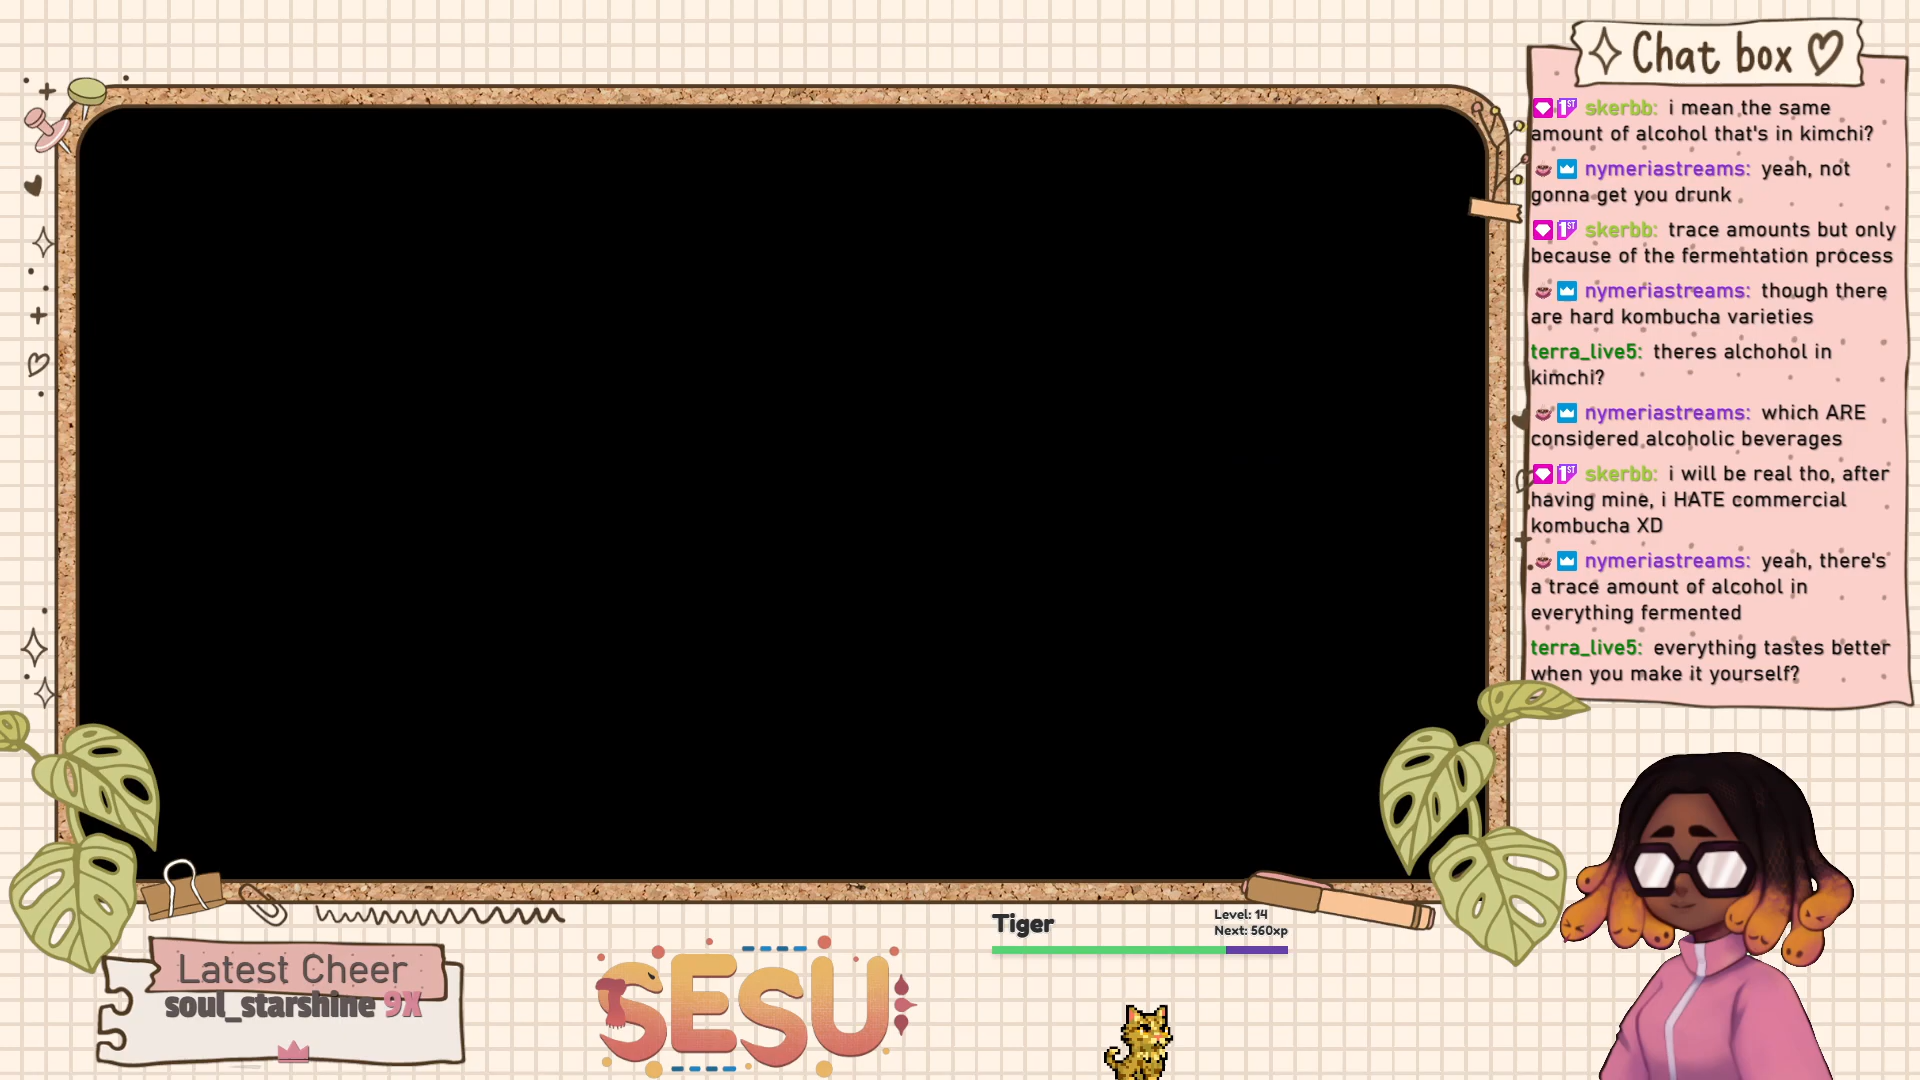 Chat box
skerbb: i mean the same
amount of alcohol that's in kimchi?
nymeriastreams: yeah, not
gonna get you drunk
skerbb: trace amounts but only
because of the fermentation process
nymeriastreams: though there
are hard kombucha varieties
terra_live5: theres alchohol in
kimchi?
nymeriastreams: which ARE
considered alcoholic beverages
skerbb: i will be real tho, after
having mine, i HATE commercial
kombucha XD
nymeriastreams: yeah, there's
a trace amount of alcohol in
everything fermented
terra_live5: everything tastes better
when you make it yourself?
Tiger
Level: 14
Next: 560xp
Latest Cheer
soul_starshine 9X
SESU